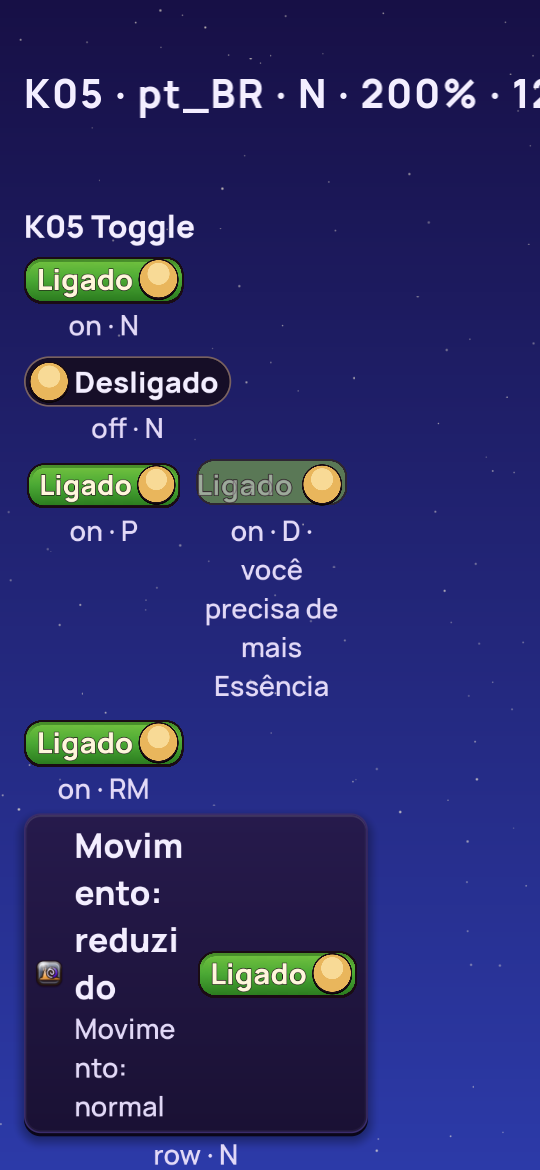 K05 · pt_BR · N · 200% · 12
K05 Toggle
Ligado
on · N
Desligado
off · N
Ligado
Ligado
on · P
on · D ·
você
precisa de
mais
Essência
Ligado
on · RM
Movim
ento:
reduzi
do
Movime
nto:
normal
Ligado
row · N